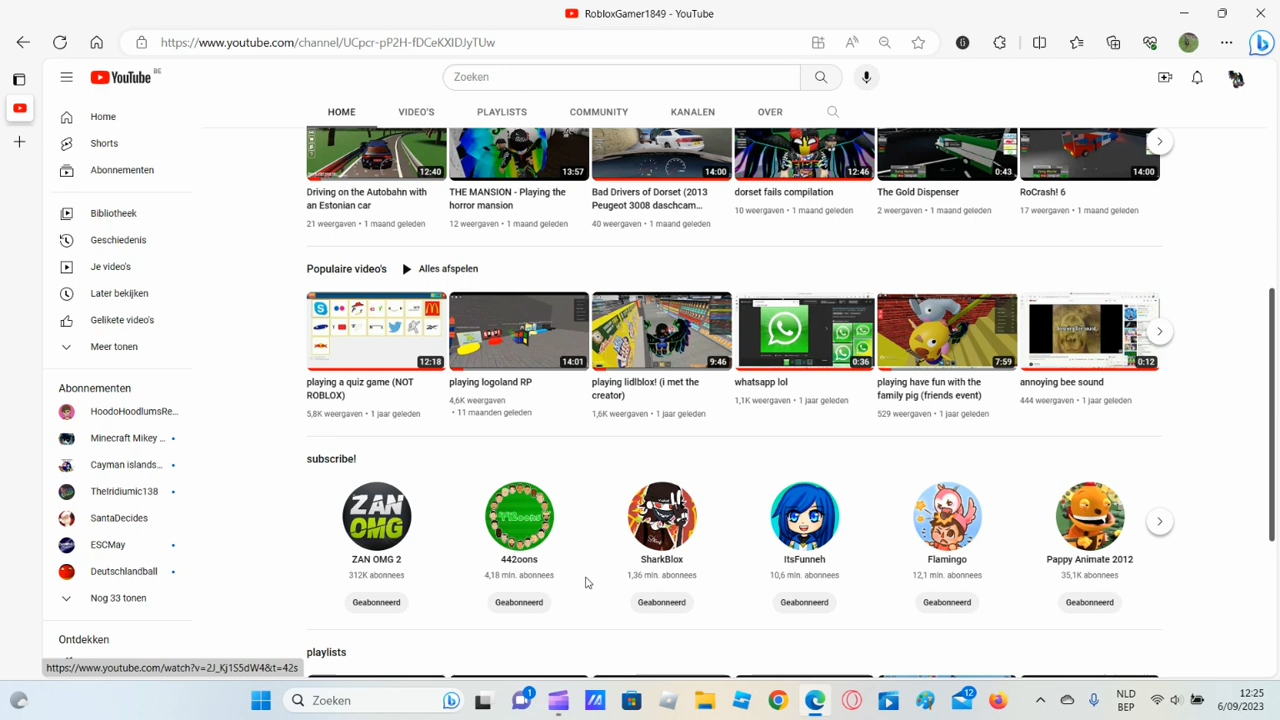 RobloxGamer1849 - YouTube
https://www.youtube.com/channel/UCpcr-pP2H-fDCeKXIDJyTUw
YouTube BE
Zoeken
HOME VIDEO'S PLAYLISTS COMMUNITY KANALEN OVER
Home
Shorts
Abonnementen
Bibliotheek
Geschiedenis
Je video's
Later bekijken
Gelikete video's
Meer tonen
Abonnementen
HoodoHoodlumsRe...
Minecraft Mikey ...
Cayman islands...
TheIridiumic138
SantaDecides
ESCMay
Deutschlandball
Nog 33 tonen
Ontdekken
12:40 13:57 14:00 12:46 0:43 14:00
Driving on the Autobahn with
an Estonian car
21 weergaven • 1 maand geleden
THE MANSION - Playing the
horror mansion
12 weergaven • 1 maand geleden
Bad Drivers of Dorset (2013
Peugeot 3008 daschcam...
40 weergaven • 1 maand geleden
dorset fails compilation
10 weergaven • 1 maand geleden
The Gold Dispenser
2 weergaven • 1 maand geleden
RoCrash! 6
17 weergaven • 1 maand geleden
Populaire video's Alles afspelen
12:18 14:01 9:46 0:36 7:59 0:12
playing a quiz game (NOT
ROBLOX)
5,8K weergaven • 1 jaar geleden
playing logoland RP
4,6K weergaven
• 11 maanden geleden
playing lidlblox! (i met the
creator)
1,6K weergaven • 1 jaar geleden
whatsapp lol
1,1K weergaven • 1 jaar geleden
playing have fun with the
family pig (friends event)
529 weergaven • 1 jaar geleden
annoying bee sound
444 weergaven • 1 jaar geleden
subscribe!
ZAN
OMG
ZAN OMG 2
312K abonnees
Geabonneerd
442oons
442oons
4,18 min. abonnees
Geabonneerd
SharkBlox
1,36 min. abonnees
Geabonneerd
ItsFunneh
10,6 min. abonnees
Geabonneerd
Flamingo
12,1 min. abonnees
Geabonneerd
Pappy Animate 2012
35,1K abonnees
Geabonneerd
playlists
https://www.youtube.com/watch?v=2J_Kj1S5dW4&t=42s
Zoeken
1
12
NLD
BEP
12:25
6/09/2023